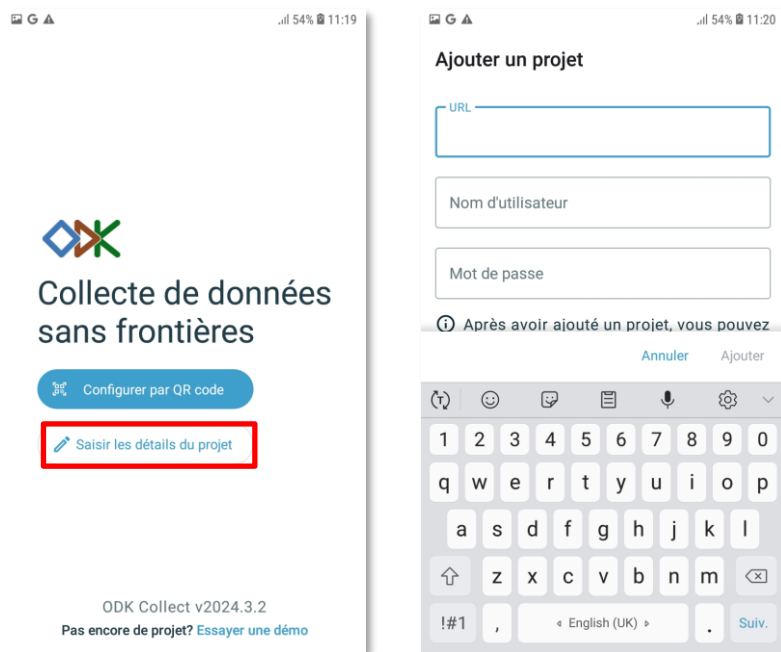 G 54% 11:19
ODK
Collecte de données
sans frontières
Configurer par QR code
Saisir les détails du projet
ODK Collect v2024.3.2
Pas encore de projet? Essayer une démo
G 54% 11:20
Ajouter un projet
URL
Nom d'utilisateur
Mot de passe
Après avoir ajouté un projet, vous pouvez
Annuler Ajouter
T
1 2 3 4 5 6 7 8 9 0
q w e r t y u i o p
a s d f g h j k l
z x c v b n m
!#1 , English (UK) . Suiv.